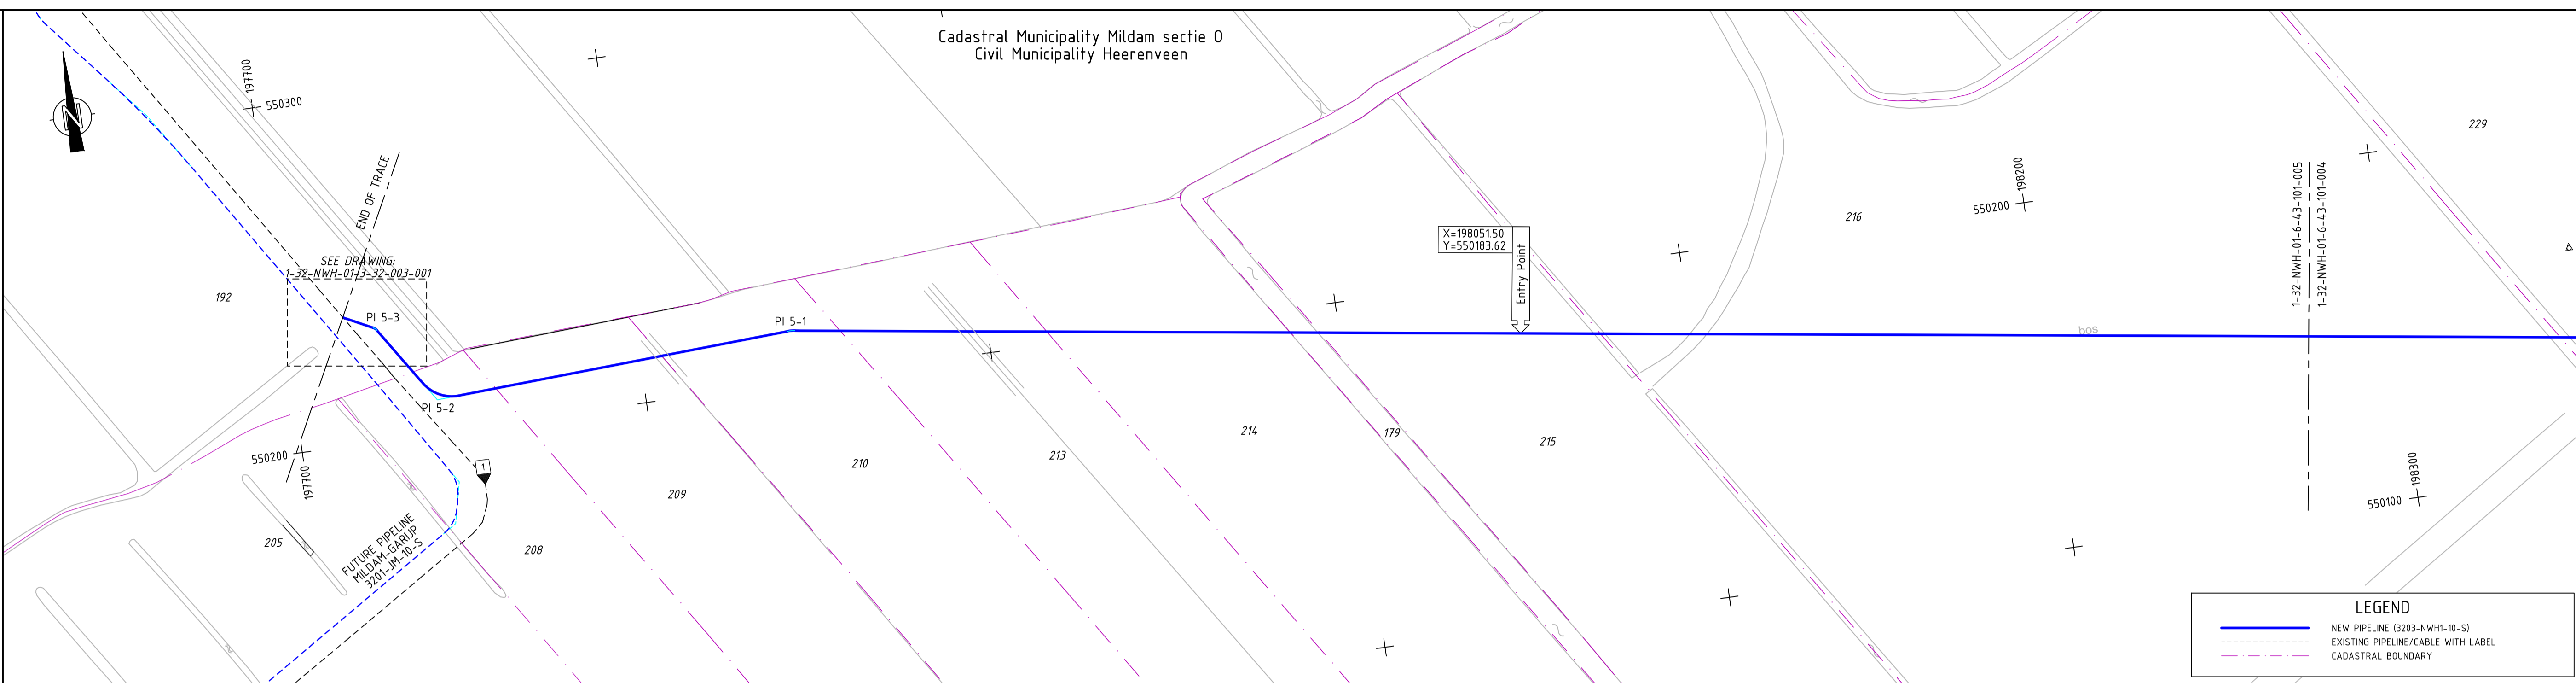 Cadastral Municipality Mildam sectie O
Civil Municipality Heerenveen
N
197700
550300
END OF TRACE
SEE DRAWING:
1-32-NWH-01-3-32-003-001
192
PI 5-3
PI 5-1
PI 5-2
X=198051.50
Y=550183.62
Entry Point
216
550200
198200
1-32-NWH-01-6-43-101-005
1-32-NWH-01-6-43-101-004
229
bos
550200
197700
1
205
FUTURE PIPELINE
MILDAM-GARIJP
3201-JM-10-S
208
209
210
213
214
179
215
198300
550100
LEGEND
NEW PIPELINE (3203-NWH1-10-S)
EXISTING PIPELINE/CABLE WITH LABEL
CADASTRAL BOUNDARY